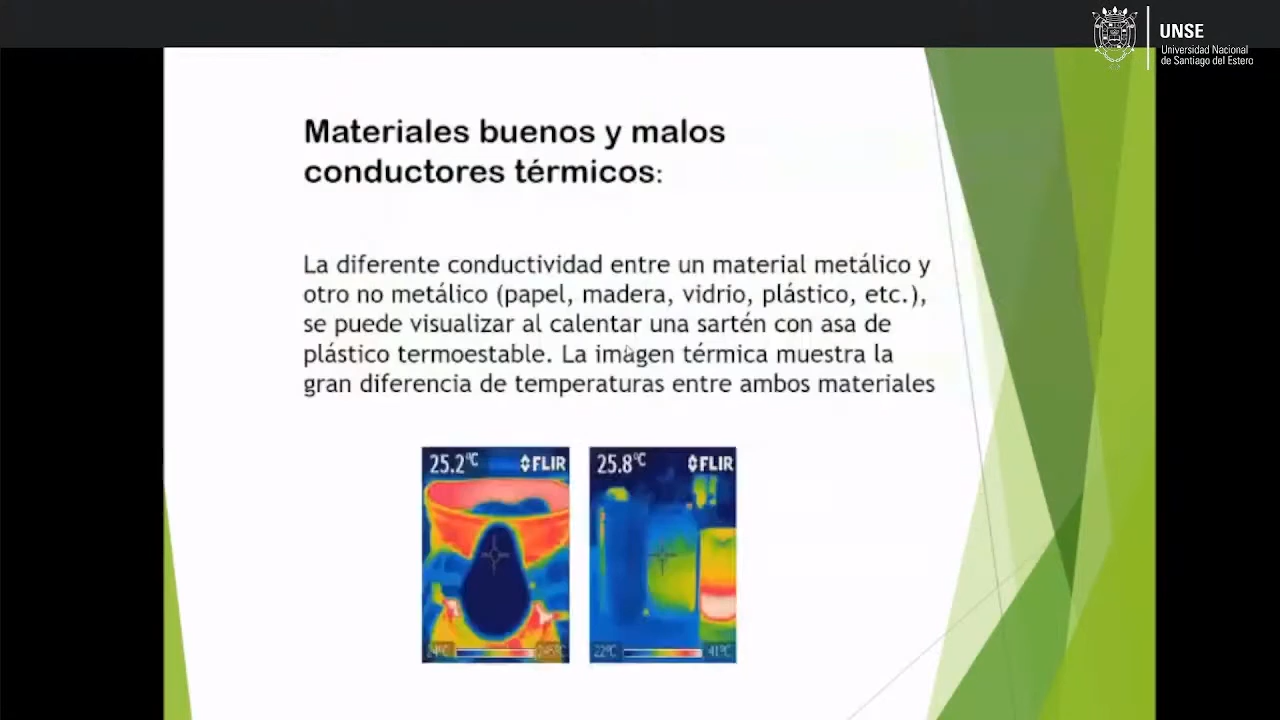 UNSE
Universidad Nacional
de Santiago del Estero
Materiales buenos y malos
conductores térmicos:
La diferente conductividad entre un material metálico y
otro no metálico (papel, madera, vidrio, plástico, etc.),
se puede visualizar al calentar una sartén con asa de
plástico termoestable. La imagen térmica muestra la
gran diferencia de temperaturas entre ambos materiales
25.2°C FLIR
25.8°C FLIR
22°C 41°C